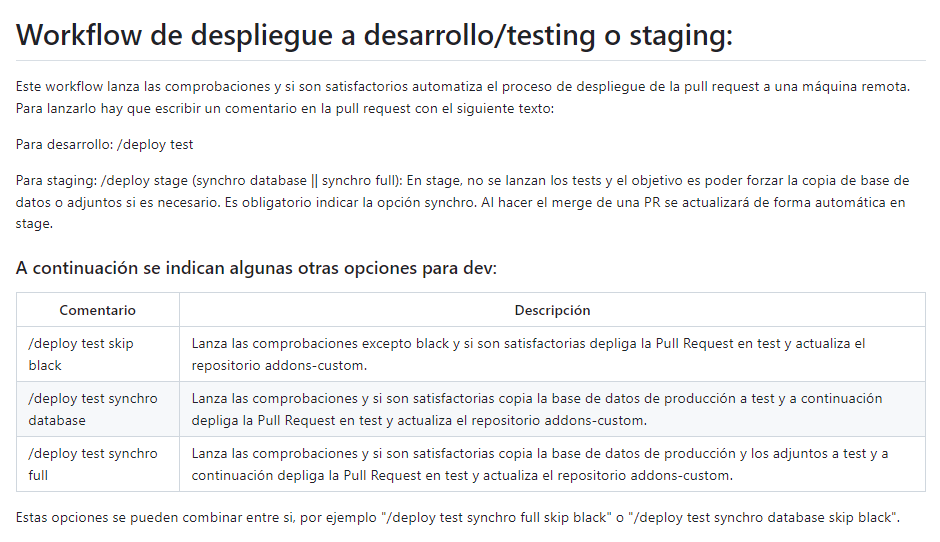 Workflow de despliegue a desarrollo/testing o staging:
Este workflow lanza las comprobaciones y si son satisfactorios automatiza el proceso de despliegue de la pull request a una máquina remota.
Para lanzarlo hay que escribir un comentario en la pull request con el siguiente texto:
Para desarrollo: /deploy test
Para staging: /deploy stage (synchro database || synchro full): En stage, no se lanzan los tests y el objetivo es poder forzar la copia de base de
datos o adjuntos si es necesario. Es obligatorio indicar la opción synchro. Al hacer el merge de una PR se actualizará de forma automática en
stage.
A continuación se indican algunas otras opciones para dev:
Comentario Descripción
/deploy test skip
black
Lanza las comprobaciones excepto black y si son satisfactorias depliga la Pull Request en test y actualiza el
repositorio addons-custom.
/deploy test synchro
database
Lanza las comprobaciones y si son satisfactorias copia la base de datos de producción a test y a continuación
depliga la Pull Request en test y actualiza el repositorio addons-custom.
/deploy test synchro
full
Lanza las comprobaciones y si son satisfactorias copia la base de datos de producción y los adjuntos a test y a
continuación depliga la Pull Request en test y actualiza el repositorio addons-custom.
Estas opciones se pueden combinar entre si, por ejemplo "/deploy test synchro full skip black" o "/deploy test synchro database skip black".